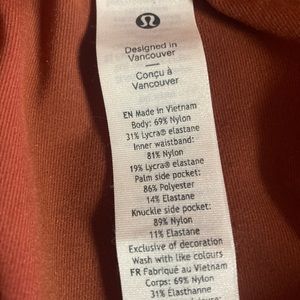 Designed in
Vancouver
Conçu à
Vancouver
EN Made in Vietnam
Body: 69% Nylon
31% Lycra® elastane
Inner waistband:
81% Nylon
19% Lycra® elastane
Palm side pocket:
86% Polyester
14% Elastane
Knuckle side pocket:
89% Nylon
11% Elastane
Exclusive of decoration
Wash with like colours
FR Fabriqué au Vietnam
Corps: 69% Nylon
31% Élasthanne